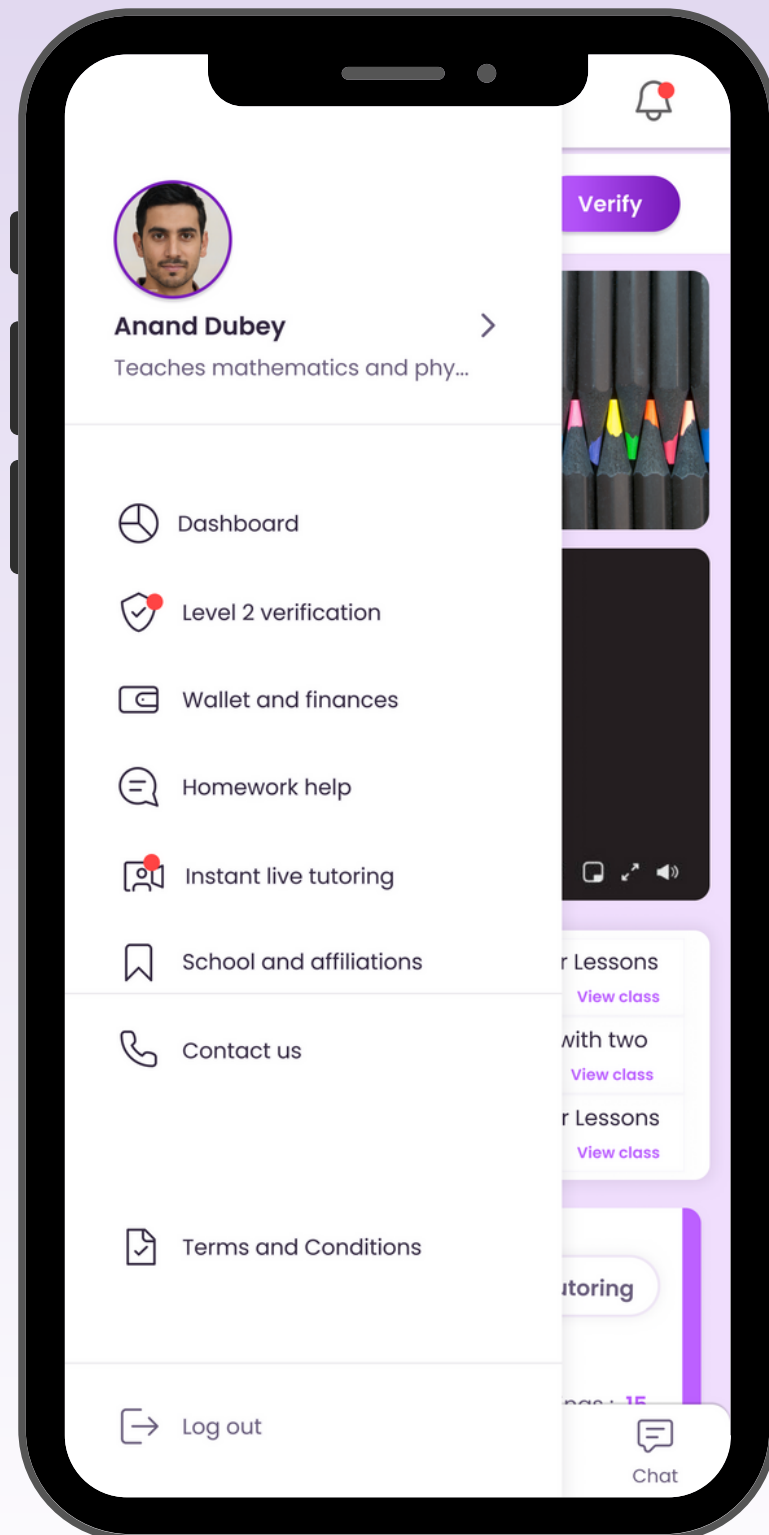 Verify
Anand Dubey
Teaches mathematics and phy...
Dashboard
Level 2 verification
Wallet and finances
Homework help
Instant live tutoring
School and affiliations
r Lessons
View class
Contact us
with two
View class
r Lessons
View class
Terms and Conditions
utoring
15
Log out
Chat